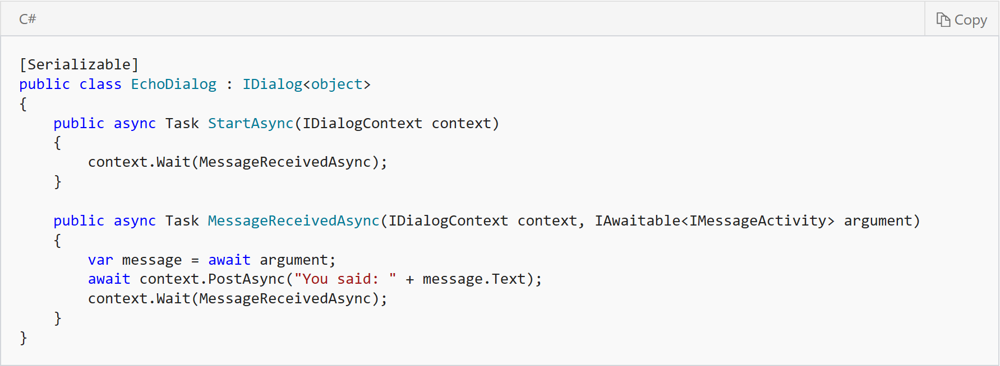 C#
Copy
[Serializable]
public class EchoDialog : IDialog<object>
{
    public async Task StartAsync(IDialogContext context)
    {
        context.Wait(MessageReceivedAsync);
    }

    public async Task MessageReceivedAsync(IDialogContext context, IAwaitable<IMessageActivity> argument)
    {
        var message = await argument;
        await context.PostAsync("You said: " + message.Text);
        context.Wait(MessageReceivedAsync);
    }
}